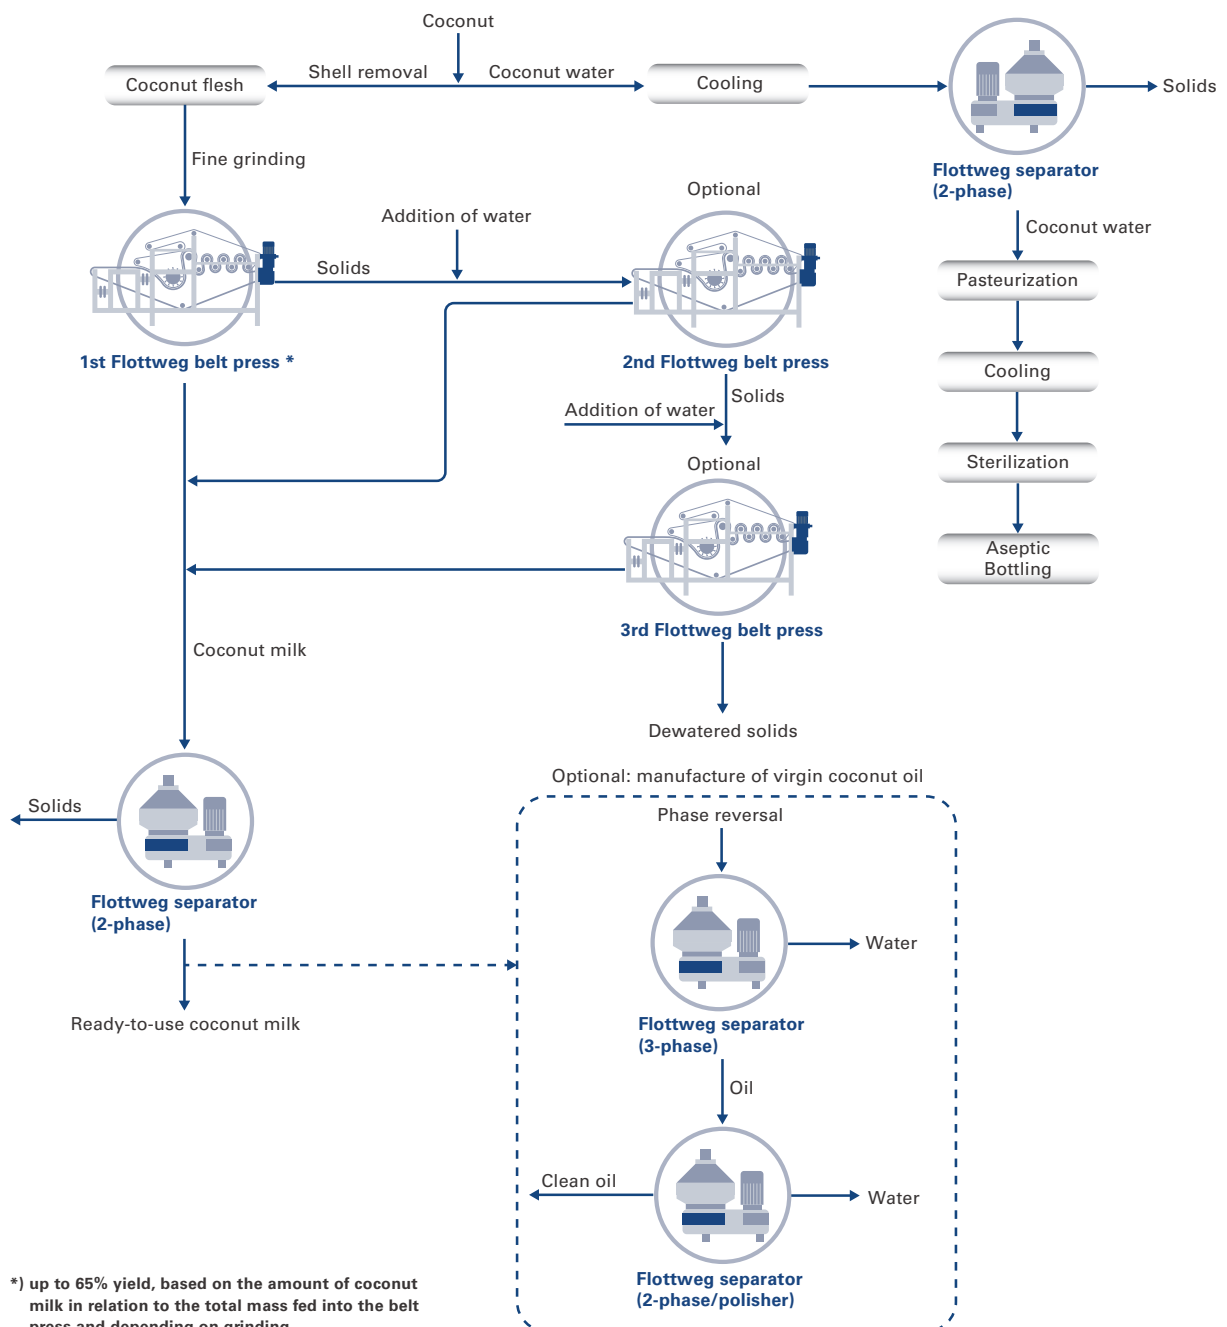 Coconut
Shell removal
Coconut water
Coconut flesh
Cooling
Solids
Flottweg separator
(2-phase)
Fine grinding
Optional
Addition of water
Solids
Coconut water
Pasteurization
1st Flottweg belt press *
2nd Flottweg belt press
Cooling
Solids
Addition of water
Optional
Sterilization
Aseptic
Bottling
3rd Flottweg belt press
Coconut milk
Dewatered solids
Optional: manufacture of virgin coconut oil
Solids
Phase reversal
Flottweg separator
(2-phase)
Water
Ready-to-use coconut milk
Flottweg separator
(3-phase)
Oil
Clean oil
Water
Flottweg separator
(2-phase/polisher)
*) up to 65% yield, based on the amount of coconut
milk in relation to the total mass fed into the belt
press and depending on grinding